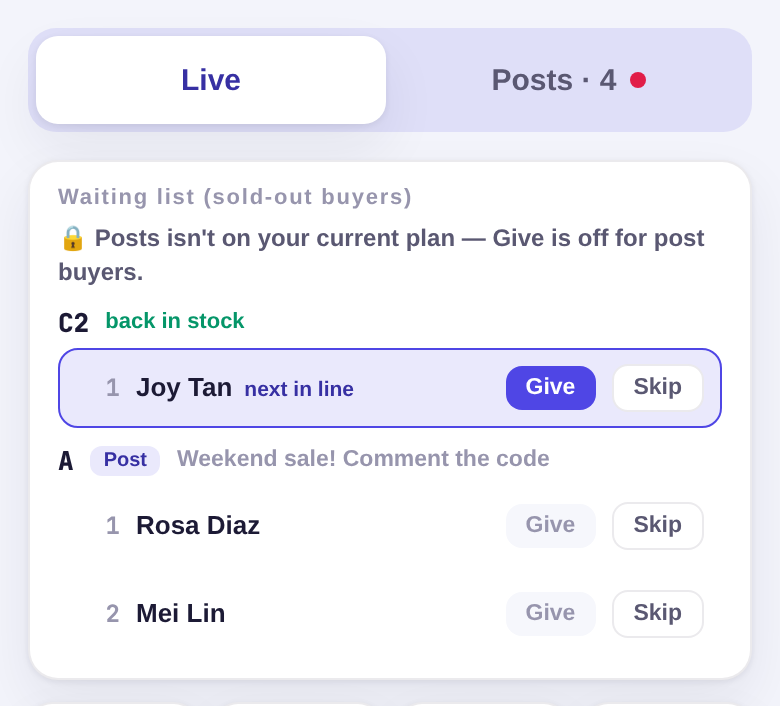 Live
Posts · 4
Waiting list (sold-out buyers)
🔒 Posts isn't on your current plan — Give is off for post
buyers.
C2 back in stock
1 Joy Tan next in line Give Skip
A Post Weekend sale! Comment the code
1 Rosa Diaz Give Skip
2 Mei Lin Give Skip